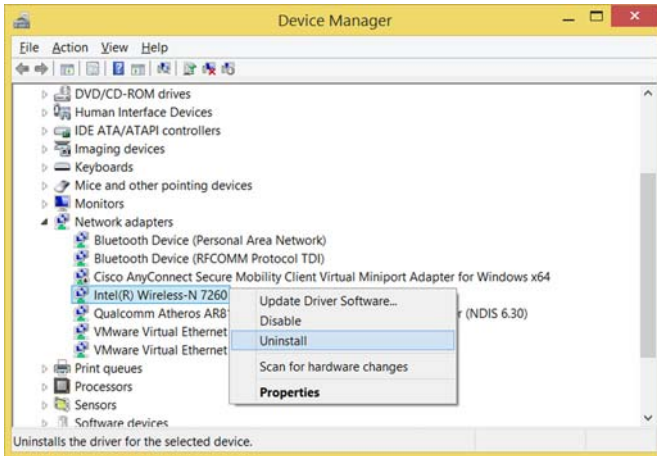 Device Manager
File Action View Help
DVD/CD-ROM drives
Human Interface Devices
IDE ATA/ATAPI controllers
Imaging devices
Keyboards
Mice and other pointing devices
Monitors
Network adapters
Bluetooth Device (Personal Area Network)
Bluetooth Device (RFCOMM Protocol TDI)
Cisco AnyConnect Secure Mobility Client Virtual Miniport Adapter for Windows x64
Intel(R) Wireless-N 7260
Update Driver Software...
Qualcomm Atheros AR8 r (NDIS 6.30)
Disable
VMware Virtual Ethernet
Uninstall
VMware Virtual Ethernet
Print queues
Scan for hardware changes
Processors
Properties
Sensors
Software devices
Uninstalls the driver for the selected device.